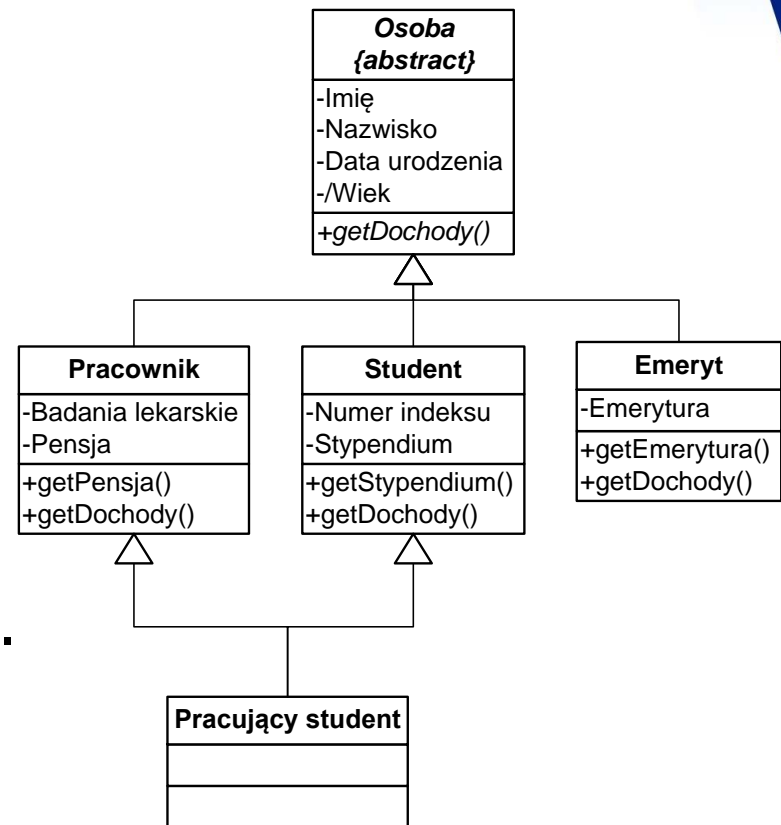 Osoba
{abstract}
-Imię
-Nazwisko
-Data urodzenia
-/Wiek
+getDochody()
Pracownik
-Badania lekarskie
-Pensja
+getPensja()
+getDochody()
Student
-Numer indeksu
-Stypendium
+getStypendium()
+getDochody()
Emeryt
-Emerytura
+getEmerytura()
+getDochody()
Pracujący student